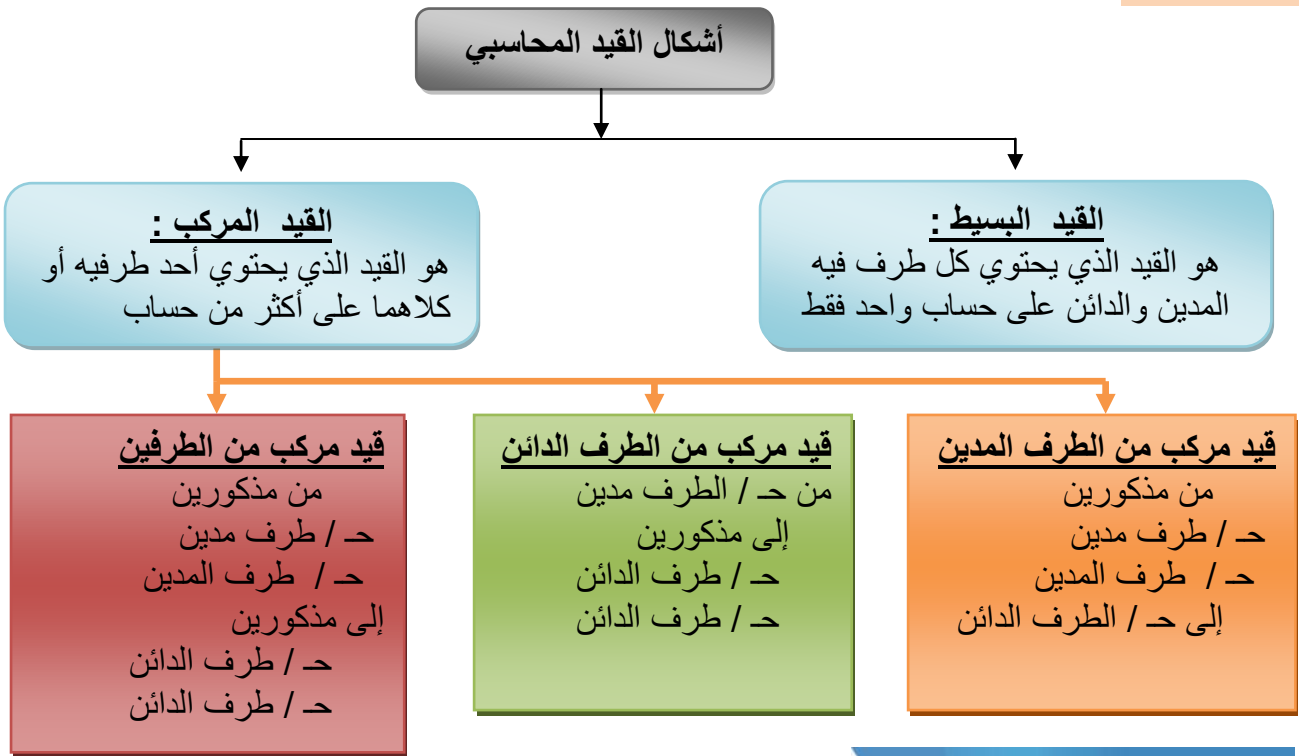 أشكال القيد المحاسبي
القيد البسيط :
هو القيد الذي يحتوي كل طرف فيه
المدين والدائن على حساب واحد فقط
القيد المركب :
هو القيد الذي يحتوي أحد طرفيه أو
كلاهما على أكثر من حساب
قيد مركب من الطرف المدين
من مذكورين
حـ / طرف مدين
حـ / طرف المدين
إلى حـ / الطرف الدائن
قيد مركب من الطرف الدائن
من حـ / الطرف مدين
إلى مذكورين
حـ / طرف الدائن
حـ / طرف الدائن
قيد مركب من الطرفين
من مذكورين
حـ / طرف مدين
حـ / طرف المدين
إلى مذكورين
حـ / طرف الدائن
حـ / طرف الدائن